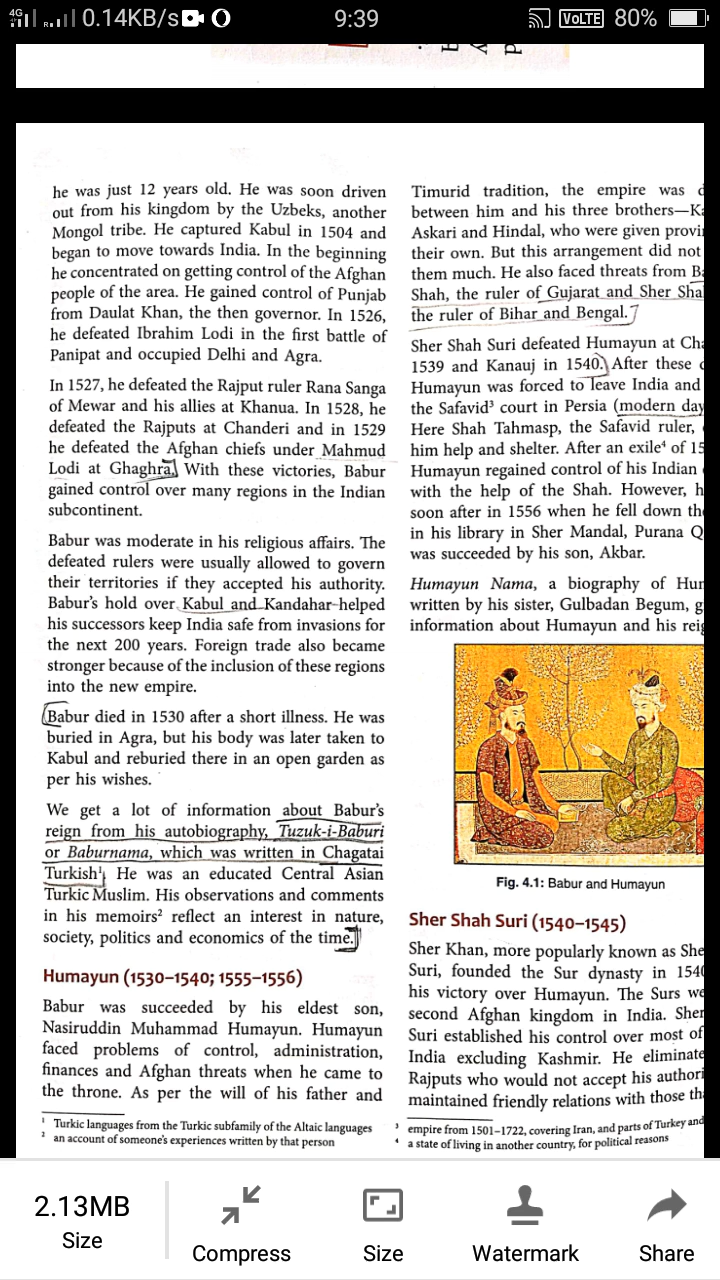 4G
R
0.14KB/s
9:39
VoLTE
80%
he was just 12 years old. He was soon driven
out from his kingdom by the Uzbeks, another
Mongol tribe. He captured Kabul in 1504 and
began to move towards India. In the beginning
he concentrated on getting control of the Afghan
people of the area. He gained control of Punjab
from Daulat Khan, the then governor. In 1526,
he defeated Ibrahim Lodi in the first battle of
Panipat and occupied Delhi and Agra.
In 1527, he defeated the Rajput ruler Rana Sanga
of Mewar and his allies at Khanua. In 1528, he
defeated the Rajputs at Chanderi and in 1529
he defeated the Afghan chiefs under Mahmud
Lodi at Ghaghra. With these victories, Babur
gained control over many regions in the Indian
subcontinent.
Babur was moderate in his religious affairs. The
defeated rulers were usually allowed to govern
their territories if they accepted his authority.
Babur's hold over Kabul and Kandahar helped
his successors keep India safe from invasions for
the next 200 years. Foreign trade also became
stronger because of the inclusion of these regions
into the new empire.
Babur died in 1530 after a short illness. He was
buried in Agra, but his body was later taken to
Kabul and reburied there in an open garden as
per his wishes.
We get a lot of information about Babur's
reign from his autobiography, Tuzuk-i-Baburi
or Baburnama, which was written in Chagatai
Turkish¹. He was an educated Central Asian
Turkic Muslim. His observations and comments
in his memoirs² reflect an interest in nature,
society, politics and economics of the time.
Humayun (1530–1540; 1555–1556)
Babur was succeeded by his eldest son,
Nasiruddin Muhammad Humayun. Humayun
faced problems of control, administration,
finances and Afghan threats when he came to
the throne. As per the will of his father and
¹ Turkic languages from the Turkic subfamily of the Altaic languages
² an account of someone's experiences written by that person
Timurid tradition, the empire was
between him and his three brothers—Ka
Askari and Hindal, who were given provi
their own. But this arrangement did not
them much. He also faced threats from Ba
Shah, the ruler of Gujarat and Sher Sha
the ruler of Bihar and Bengal.
Sher Shah Suri defeated Humayun at Cha
1539 and Kanauj in 1540. After these
Humayun was forced to leave India and
the Safavid³ court in Persia (modern day
Here Shah Tahmasp, the Safavid ruler,
him help and shelter. After an exile⁴ of 15
Humayun regained control of his Indian
with the help of the Shah. However, h
soon after in 1556 when he fell down th
in his library in Sher Mandal, Purana Q
was succeeded by his son, Akbar.
Humayun Nama, a biography of Hum
written by his sister, Gulbadan Begum, g
information about Humayun and his reig
Fig. 4.1: Babur and Humayun
Sher Shah Suri (1540–1545)
Sher Khan, more popularly known as She
Suri, founded the Sur dynasty in 1540
his victory over Humayun. The Surs we
second Afghan kingdom in India. Sher
Suri established his control over most of
India excluding Kashmir. He eliminate
Rajputs who would not accept his authori
maintained friendly relations with those th
³ empire from 1501–1722, covering Iran, and parts of Turkey and
⁴ a state of living in another country, for political reasons
2.13MB
Size
Compress
Size
Watermark
Share